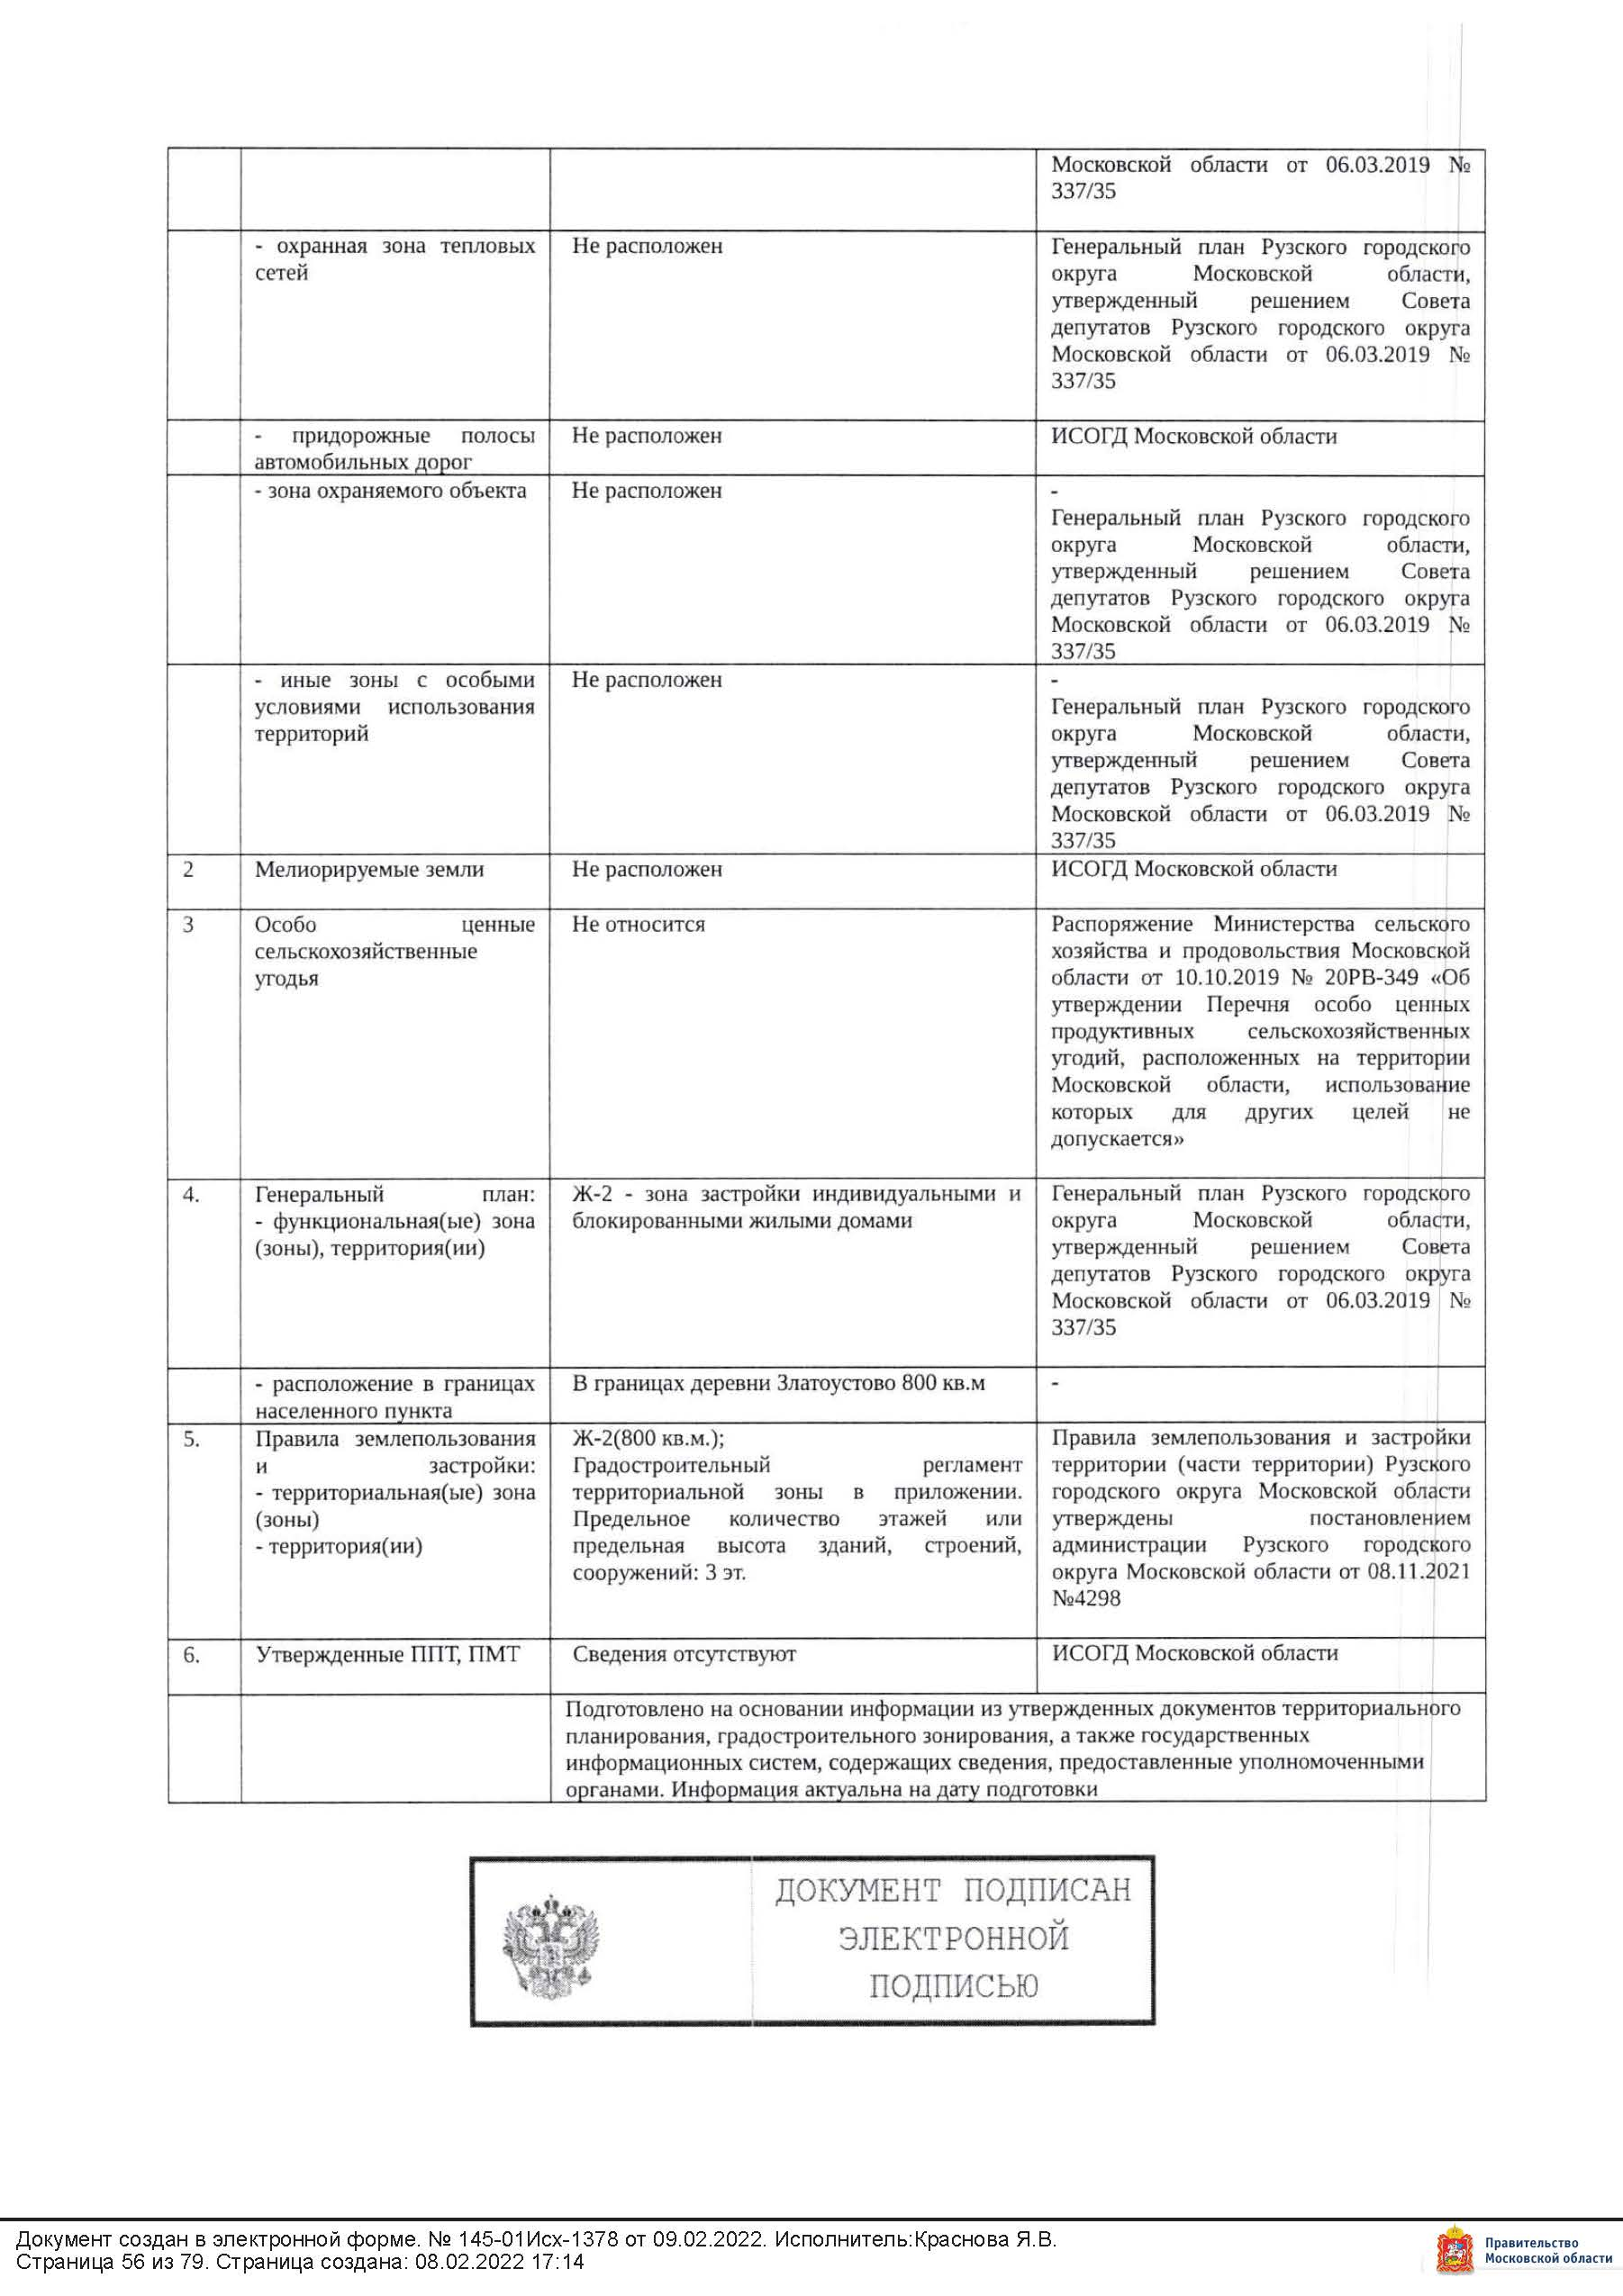 Московской области от 06.03.2019 №
337/35
- охранная зона тепловых
сетей
Не расположен
Генеральный план Рузского городского
округа Московской области,
утвержденный решением Совета
депутатов Рузского городского округа
Московской области от 06.03.2019 №
337/35
- придорожные полосы
автомобильных дорог
Не расположен
ИСОГД Московской области
- зона охраняемого объекта
Не расположен
-
Генеральный план Рузского городского
округа Московской области,
утвержденный решением Совета
депутатов Рузского городского округа
Московской области от 06.03.2019 №
337/35
- иные зоны с особыми
условиями использования
территорий
Не расположен
-
Генеральный план Рузского городского
округа Московской области,
утвержденный решением Совета
депутатов Рузского городского округа
Московской области от 06.03.2019 №
337/35
2
Мелиорируемые земли
Не расположен
ИСОГД Московской области
3
Особо ценные
сельскохозяйственные
угодья
Не относится
Распоряжение Министерства сельского
хозяйства и продовольствия Московской
области от 10.10.2019 № 20РВ-349 «Об
утверждении Перечня особо ценных
продуктивных сельскохозяйственных
угодий, расположенных на территории
Московской области, использование
которых для других целей не
допускается»
4.
Генеральный план:
- функциональная(ые) зона
(зоны), территория(ии)
Ж-2 - зона застройки индивидуальными и
блокированными жилыми домами
Генеральный план Рузского городского
округа Московской области,
утвержденный решением Совета
депутатов Рузского городского округа
Московской области от 06.03.2019 №
337/35
- расположение в границах
населенного пункта
В границах деревни Златоустово 800 кв.м
-
5.
Правила землепользования
и застройки:
- территориальная(ые) зона
(зоны)
- территория(ии)
Ж-2(800 кв.м.);
Градостроительный регламент
территориальной зоны в приложении.
Предельное количество этажей или
предельная высота зданий, строений,
сооружений: 3 эт.
Правила землепользования и застройки
территории (части территории) Рузского
городского округа Московской области
утверждены постановлением
администрации Рузского городского
округа Московской области от 08.11.2021
№4298
6.
Утвержденные ППТ, ПМТ
Сведения отсутствуют
ИСОГД Московской области
Подготовлено на основании информации из утвержденных документов территориального
планирования, градостроительного зонирования, а также государственных
информационных систем, содержащих сведения, предоставленные уполномоченными
органами. Информация актуальна на дату подготовки
ДОКУМЕНТ ПОДПИСАН
ЭЛЕКТРОННОЙ
ПОДПИСЬЮ
Документ создан в электронной форме. № 145-01Исх-1378 от 09.02.2022. Исполнитель:Краснова Я.В.
Страница 56 из 79. Страница создана: 08.02.2022 17:14
Правительство
Московской области